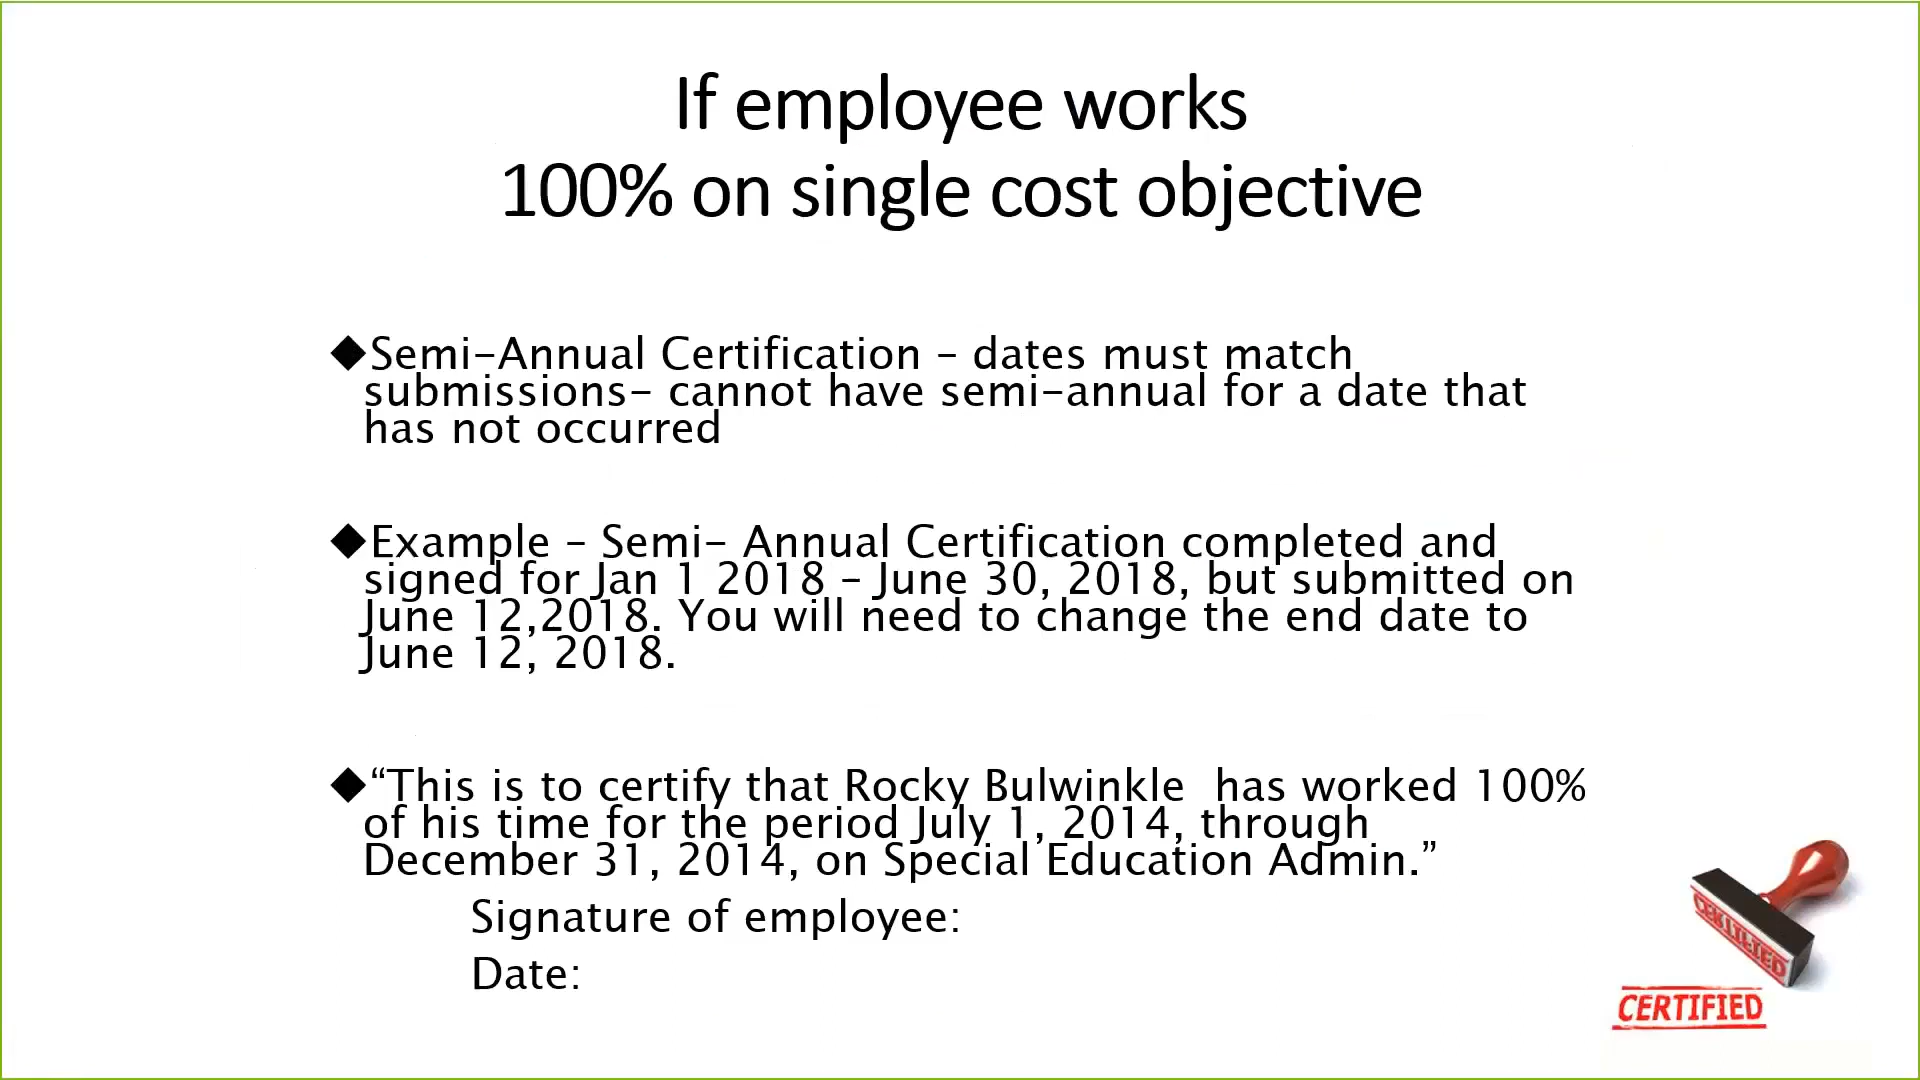 If employee works
100% on single cost objective
◆Semi-Annual Certification – dates must match
submissions- cannot have semi-annual for a date that
has not occurred
◆Example – Semi- Annual Certification completed and
signed for Jan 1 2018 – June 30, 2018, but submitted on
June 12,2018. You will need to change the end date to
June 12, 2018.
◆“This is to certify that Rocky Bulwinkle  has worked 100%
of his time for the period July 1, 2014, through
December 31, 2014, on Special Education Admin.”
Signature of employee:
Date:
CERTIFIED
CERTIFIED